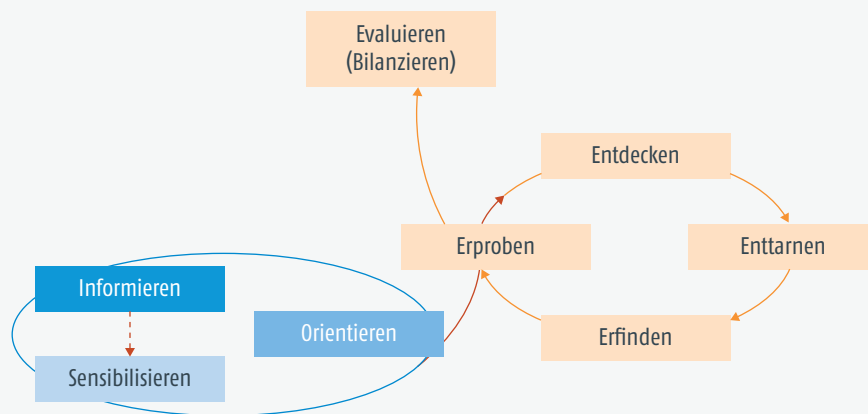 Evaluieren
(Bilanzieren)
Entdecken
Erproben
Enttarnen
Informieren
Orientieren
Erfinden
Sensibilisieren